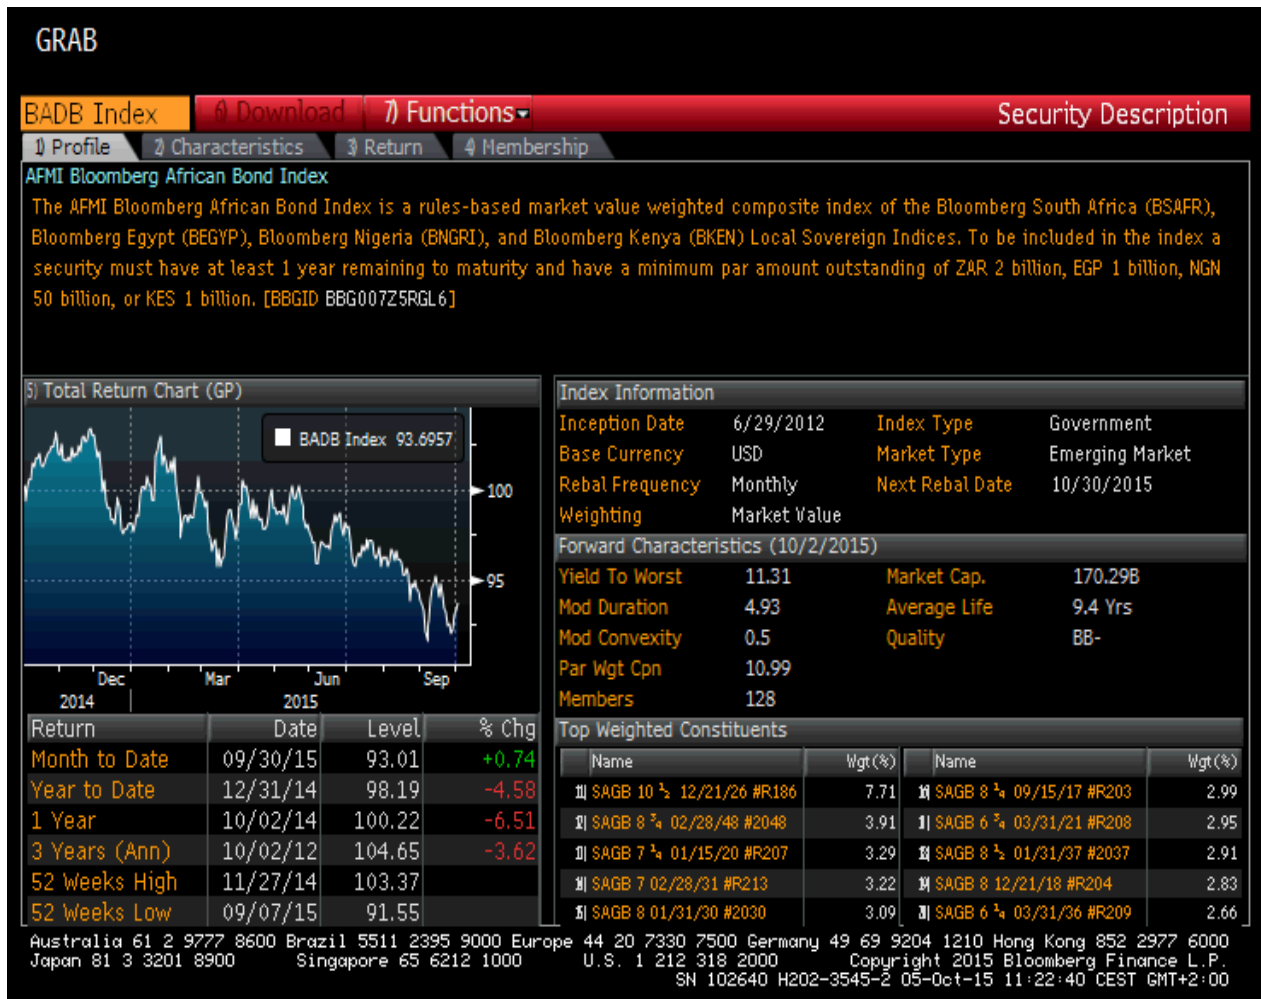 GRAB
BADB Index 6) Download 7) Functions Security Description
1) Profile 2) Characteristics 3) Return 4) Membership
AFMI Bloomberg African Bond Index
The AFMI Bloomberg African Bond Index is a rules-based market value weighted composite index of the Bloomberg South Africa (BSAFR),
Bloomberg Egypt (BEGYP), Bloomberg Nigeria (BNGRI), and Bloomberg Kenya (BKEN) Local Sovereign Indices. To be included in the index a
security must have at least 1 year remaining to maturity and have a minimum par amount outstanding of ZAR 2 billion, EGP 1 billion, NGN
50 billion, or KES 1 billion. [BBGID BBG007Z5RGL6]
5) Total Return Chart (GP)
BADB Index 93.6957
100
95
Dec Mar Jun Sep
2014 2015
Return Date Level % Chg
Month to Date 09/30/15 93.01 +0.74
Year to Date 12/31/14 98.19 -4.58
1 Year 10/02/14 100.22 -6.51
3 Years (Ann) 10/02/12 104.65 -3.62
52 Weeks High 11/27/14 103.37
52 Weeks Low 09/07/15 91.55
Index Information
Inception Date 6/29/2012 Index Type Government
Base Currency USD Market Type Emerging Market
Rebal Frequency Monthly Next Rebal Date 10/30/2015
Weighting Market Value
Forward Characteristics (10/2/2015)
Yield To Worst 11.31 Market Cap. 170.29B
Mod Duration 4.93 Average Life 9.4 Yrs
Mod Convexity 0.5 Quality BB-
Par Wgt Cpn 10.99
Members 128
Top Weighted Constituents
Name Wgt(%) Name Wgt(%)
SAGB 10 ½ 12/21/26 #R186 7.71 SAGB 8 ¼ 09/15/17 #R203 2.99
SAGB 8 ¾ 02/28/48 #2048 3.91 SAGB 6 ¾ 03/31/21 #R208 2.95
SAGB 7 ¼ 01/15/20 #R207 3.29 SAGB 8 ½ 01/31/37 #2037 2.91
SAGB 7 02/28/31 #R213 3.22 SAGB 8 12/21/18 #R204 2.83
SAGB 8 01/31/30 #2030 3.09 SAGB 6 ¼ 03/31/36 #R209 2.66
Australia 61 2 9777 8600 Brazil 5511 2395 9000 Europe 44 20 7330 7500 Germany 49 69 9204 1210 Hong Kong 852 2977 6000
Japan 81 3 3201 8900 Singapore 65 6212 1000 U.S. 1 212 318 2000 Copyright 2015 Bloomberg Finance L.P.
SN 102640 H202-3545-2 05-Oct-15 11:22:40 CEST GMT+2:00